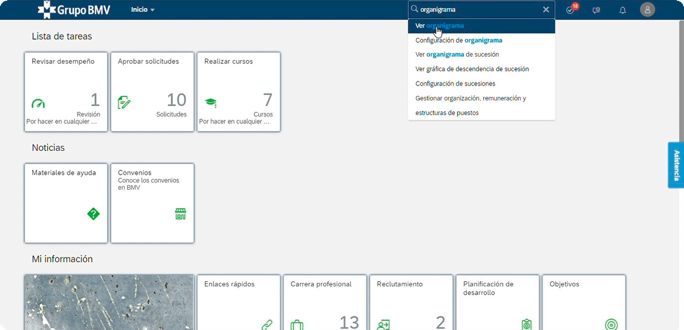 Grupo BMV
Inicio
organigrama
18
Ver organigrama
Configuración de organigrama
Ver organigrama de sucesión
Ver gráfica de descendencia de sucesión
Configuración de sucesiones
Gestionar organización, remuneración y
estructuras de puestos
Lista de tareas
Revisar desempeño
1
Revisión
Por hacer en cualquier ...
Aprobar solicitudes
10
Solicitudes
Realizar cursos
7
Cursos
Por hacer en cualquier ...
Asistencia
Noticias
Materiales de ayuda
Convenios
Conoce los convenios
en BMV
Mi información
Enlaces rápidos
Carrera profesional
13
Reclutamiento
2
Planificación de
desarrollo
Objetivos